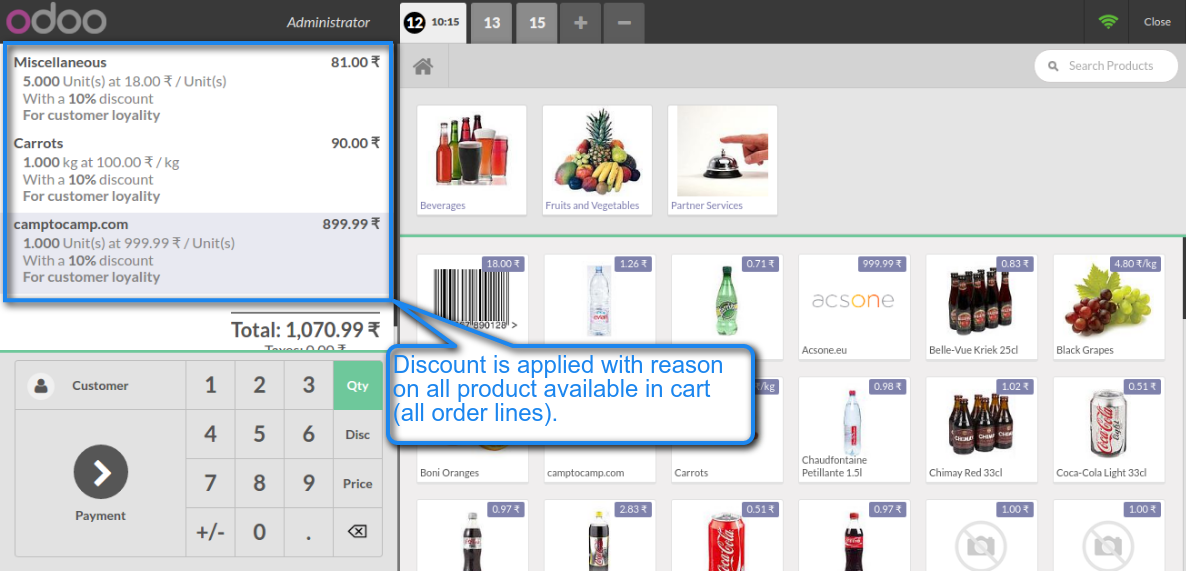 odoo
Administrator
12 10:15
13
15
+
−
Close
Search Products
Miscellaneous 81.00 ₹
5.000 Unit(s) at 18.00 ₹ / Unit(s)
With a 10% discount
For customer loyality
Carrots 90.00 ₹
1.000 kg at 100.00 ₹ / kg
With a 10% discount
For customer loyality
camptocamp.com 899.99 ₹
1.000 Unit(s) at 999.99 ₹ / Unit(s)
With a 10% discount
For customer loyality
Total: 1,070.99 ₹
Taxes: 0.00 ₹
Discount is applied with reason
on all product available in cart
(all order lines).
Customer
1 2 3 Qty
4 5 6 Disc
7 8 9 Price
+/- 0 .
Payment
Beverages
Fruits and Vegetables
Partner Services
18.00 ₹
1.26 ₹
0.71 ₹
999.99 ₹
0.83 ₹
4.80 ₹/kg
890128 >
evian
acsone
Acsone.eu
Belle-Vue Kriek 25cl
Black Grapes
₹/kg
0.98 ₹
1.02 ₹
0.51 ₹
CHIMAY
Coca-Cola
light
Boni Oranges
camptocamp.com
Carrots
Chaudfontaine
Petillante 1.5l
Chimay Red 33cl
Coca-Cola Light 33cl
0.97 ₹
2.83 ₹
0.51 ₹
0.97 ₹
1.00 ₹
1.00 ₹
Coca-Cola